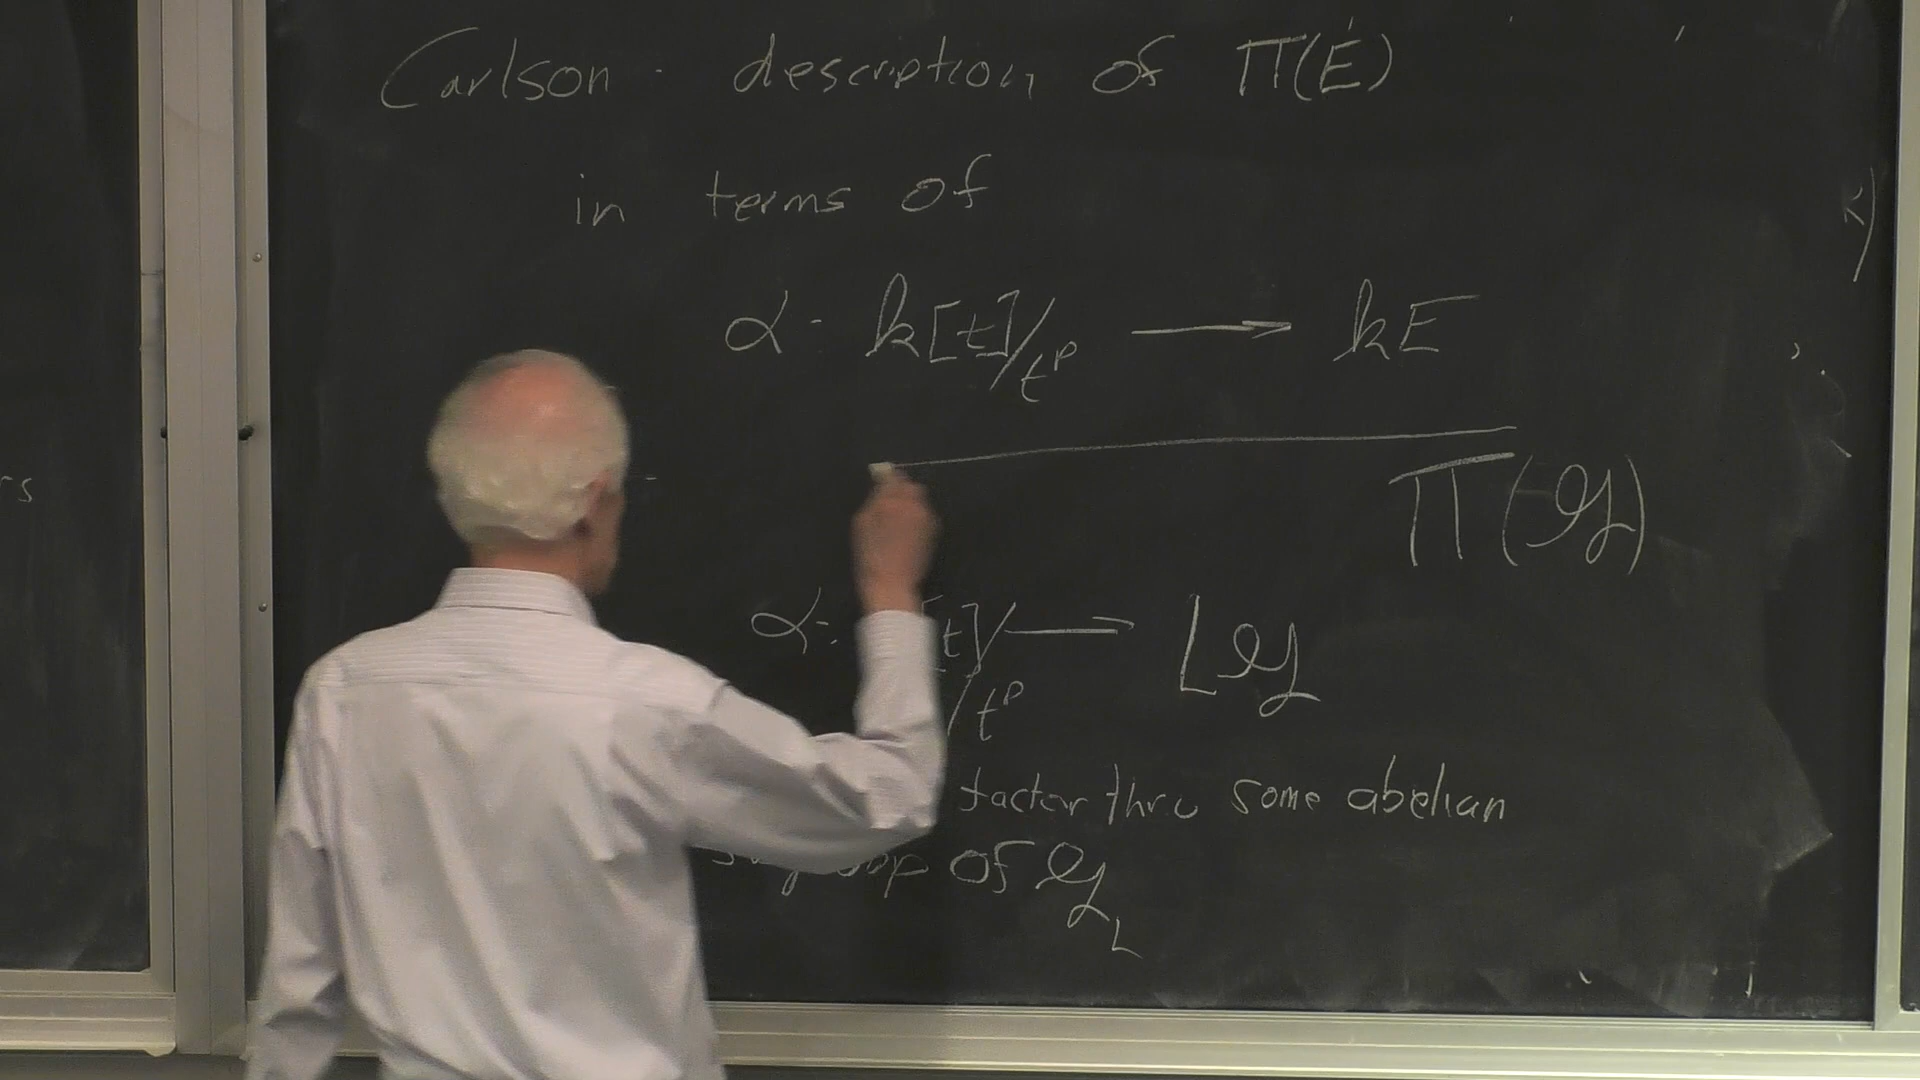 Carlson - description of Π(E)
in terms of
α: k[t]/t^p → kE
Π(𝒢)
[t]/t^p → L𝒢
factor thru some abelian
of 𝒢_L